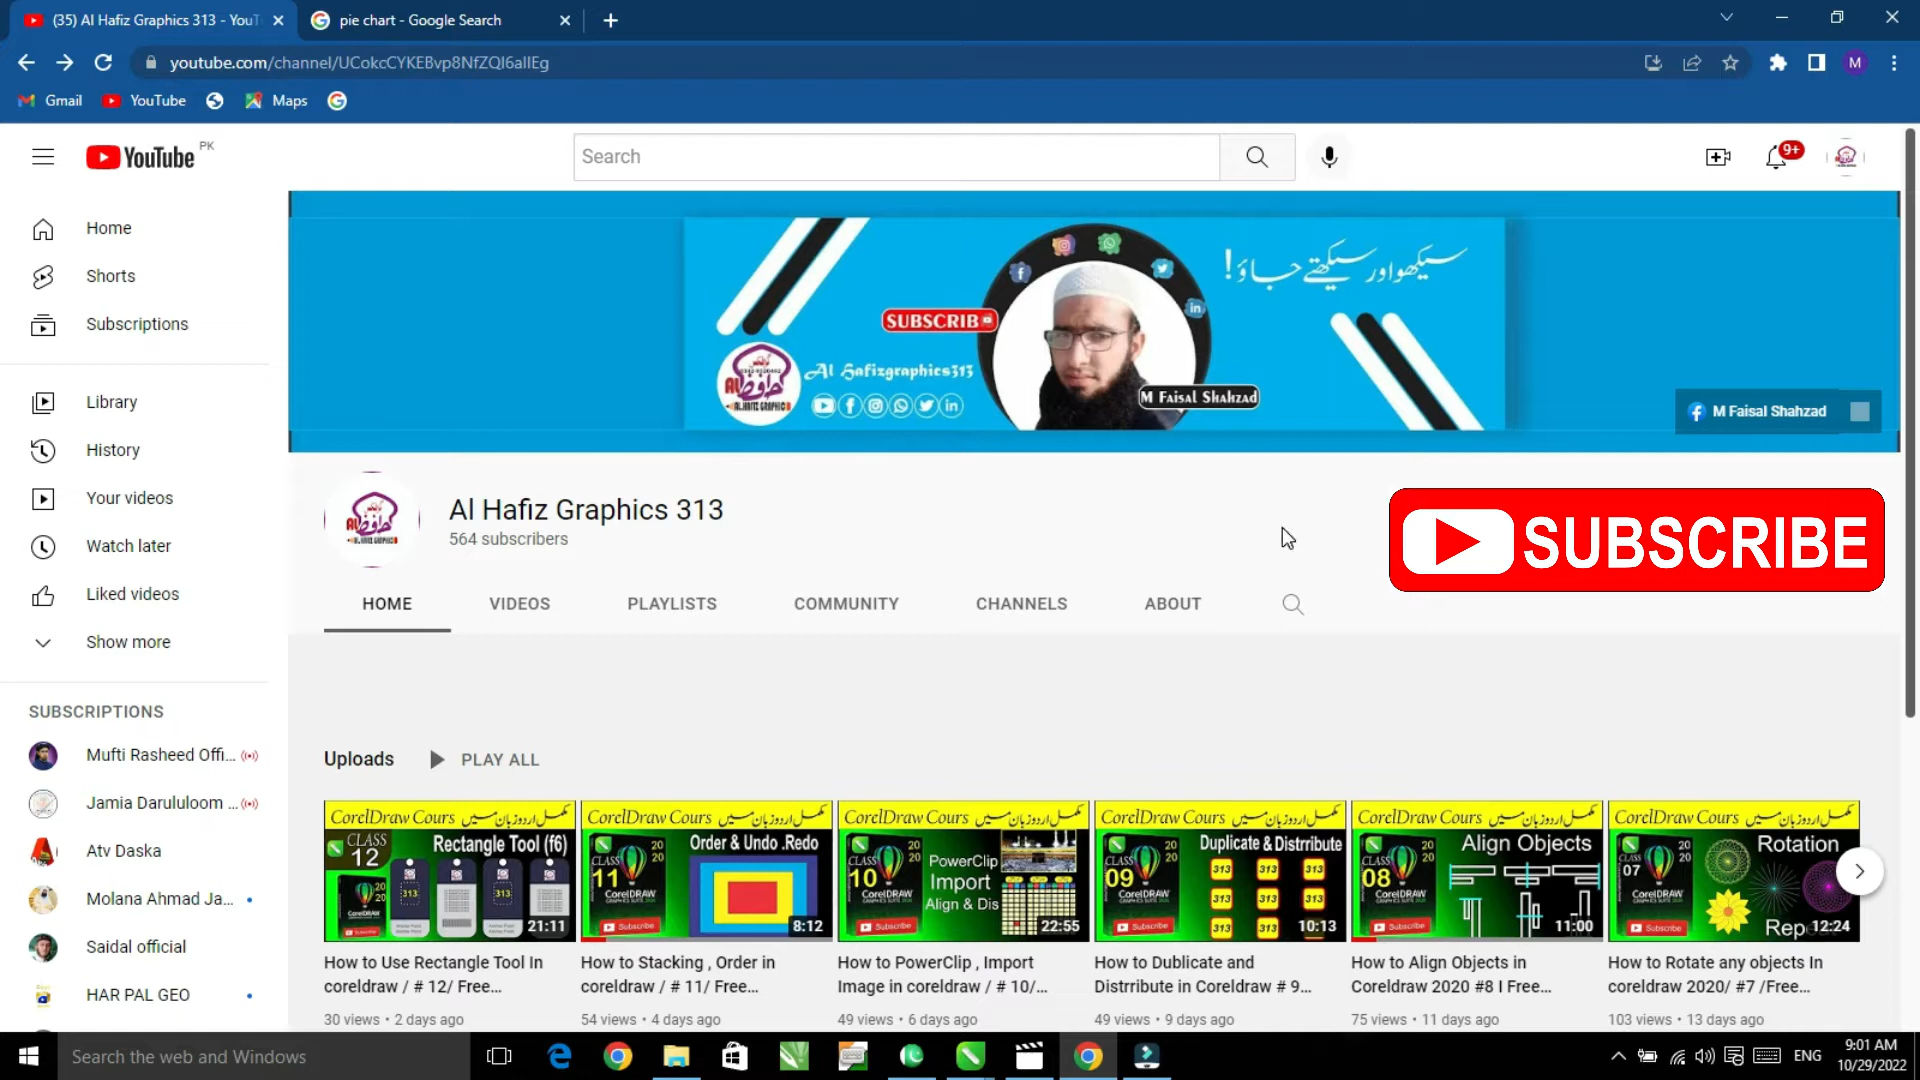 (35) Al Hafiz Graphics 313 - YouT
pie chart - Google Search
youtube.com/channel/UCokcCYKEBvp8NfZQI6allEg
M
Gmail
YouTube
Maps
YouTube PK
Search
9+
Home
Shorts
Subscriptions
Library
History
Your videos
Watch later
Liked videos
Show more
SUBSCRIPTIONS
Mufti Rasheed Offi...
Jamia Darululoom ...
Atv Daska
Molana Ahmad Ja...
Saidal official
HAR PAL GEO
سیکھو اور سیکھتے جاؤ!
SUBSCRIB
Al Hafizgraphics313
M Faisal Shahzad
M Faisal Shahzad
Al Hafiz Graphics 313
564 subscribers
SUBSCRIBE
HOME
VIDEOS
PLAYLISTS
COMMUNITY
CHANNELS
ABOUT
Uploads
PLAY ALL
CorelDraw Cours مکمل اردو زبان میں
CLASS 12
Rectangle Tool (f6)
21:11
How to Use Rectangle Tool In
coreldraw / # 12/ Free...
30 views • 2 days ago
CorelDraw Cours مکمل اردو زبان میں
CLASS 11
2020
Order & Undo .Redo
CorelDRAW
Subscribe
8:12
How to Stacking , Order in
coreldraw / # 11/ Free...
54 views • 4 days ago
CorelDraw Cours مکمل اردو زبان میں
CLASS 10
2020
PowerClip
Import
Align & Dis
CorelDRAW
Subscribe
22:55
How to PowerClip , Import
Image in coreldraw / # 10/...
49 views • 6 days ago
CorelDraw Cours مکمل اردو زبان میں
CLASS 09
2020
Duplicate & Distrribute
313 313 313
313 313 313
313 313 313
CorelDRAW
Subscribe
10:13
How to Dublicate and
Distrribute in Coreldraw # 9...
49 views • 9 days ago
CorelDraw Cours مکمل اردو زبان میں
CLASS 08
2020
Align Objects
CorelDRAW
Subscribe
11:00
How to Align Objects in
Coreldraw 2020 #8 I Free...
75 views • 11 days ago
CorelDraw Cours مکمل اردو زبان میں
CLASS 07
2020
Rotation
CorelDRAW
Subscribe
Rep
12:24
How to Rotate any objects In
coreldraw 2020/ #7 /Free...
103 views • 13 days ago
Search the web and Windows
ENG
9:01 AM
10/29/2022